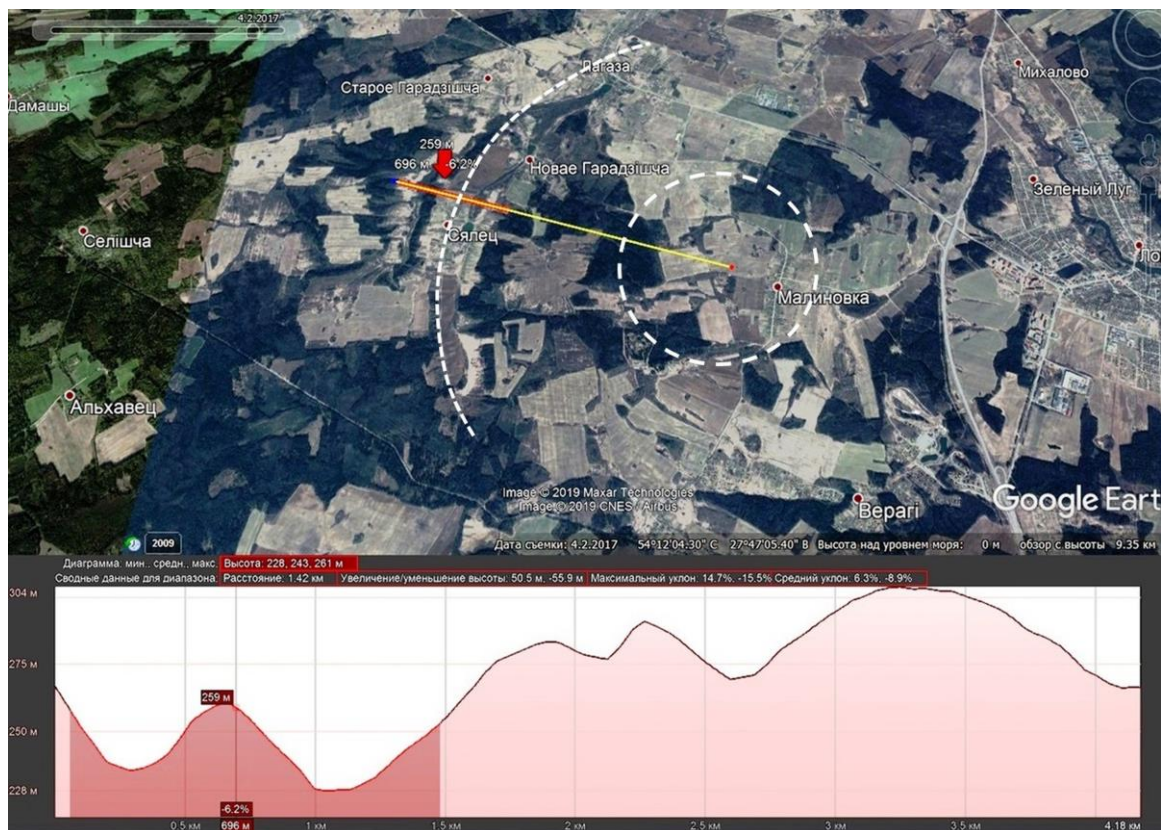 4.2.2017
Лагаза
Михалово
Старое Гарадзішча
Дамашы
259 м
696 м -6.2%
Новае Гарадзішча
Зеленый Луг
Сялец
Селішча
Ло
Малиновка
Альхавец
Image © 2019 Maxar Technologies
Image © 2019 CNES / Airbus
Верагі
Google Eart
2009
Дата съемки: 4.2.2017 54°12'04.30" С 27°47'05.40" В Высота над уровнем моря: 0 м обзор с высоты 9.35 км
Диаграмма: мин., средн., макс. Высота: 228, 243, 261 м
Сводные данные для диапазона: Расстояние: 1.42 км Увеличение/уменьшение высоты: 50.5 м, -55.9 м Максимальный уклон: 14.7%, -15.5% Средний уклон: 6.3%, -8.9%
304 м
275 м
259 м
250 м
228 м
-6.2%
0.5 км 696 м 1 км 1.5 км 2 км 2.5 км 3 км 3.5 км 4.18 км